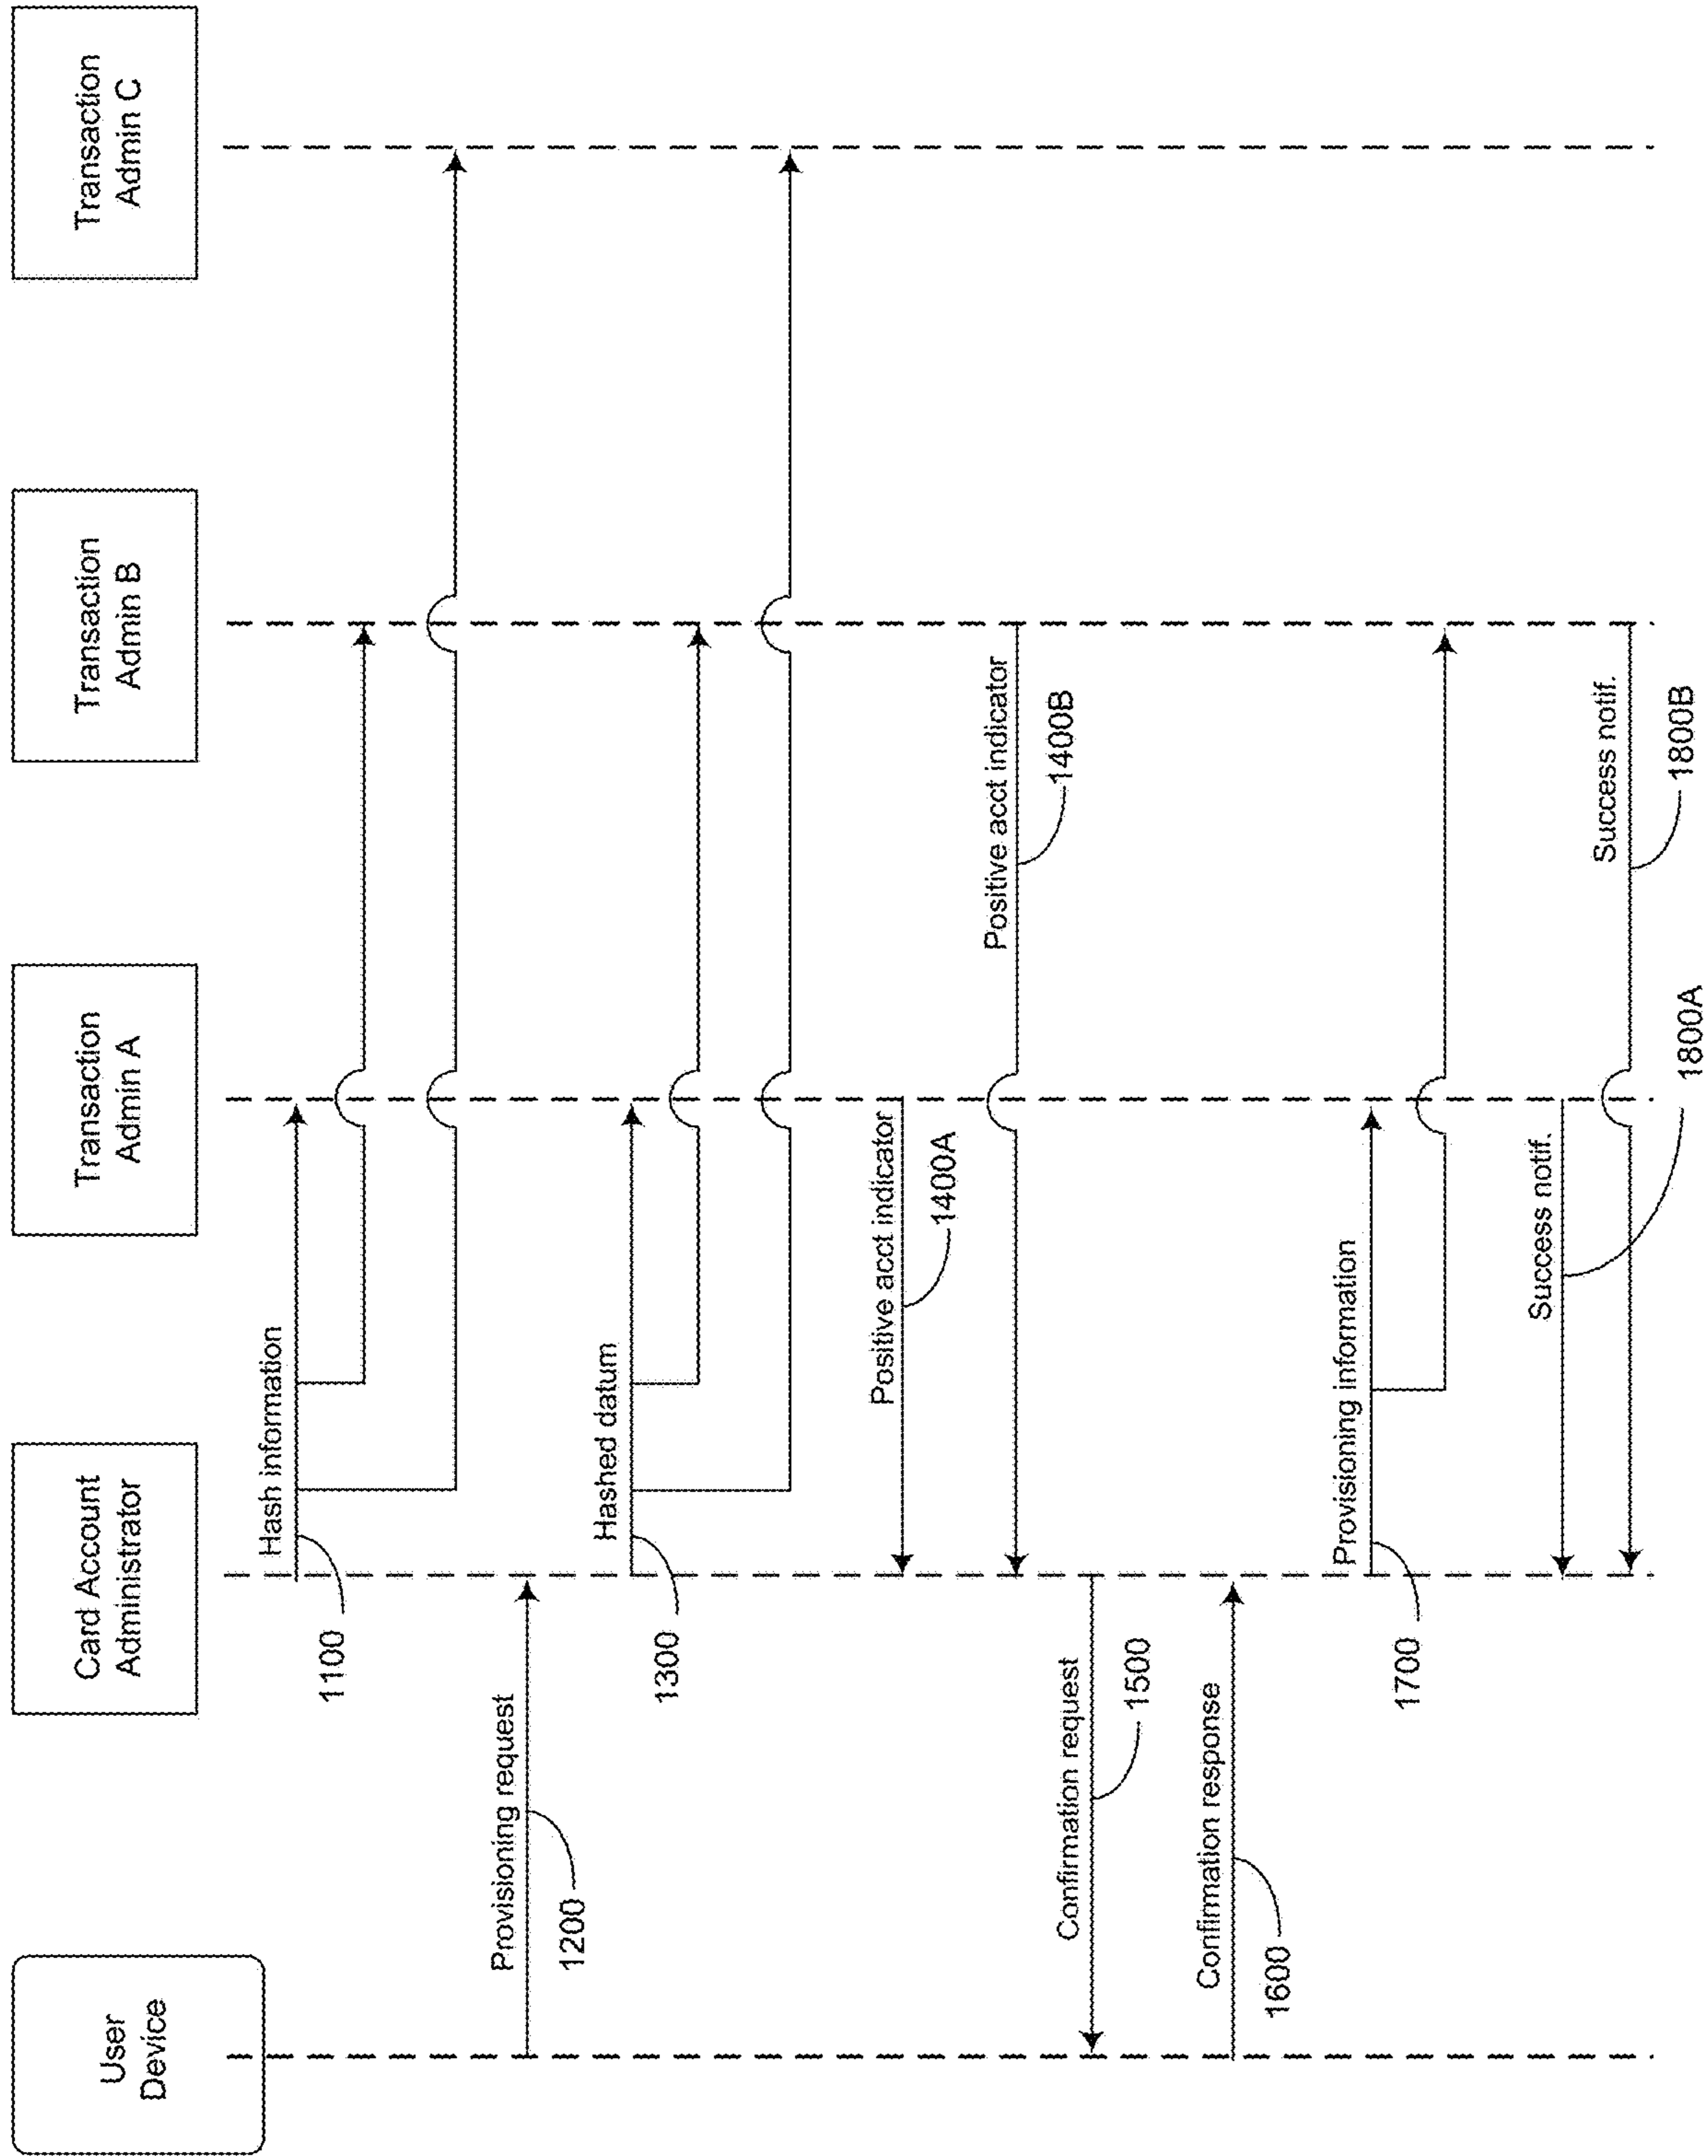 User
Device
Card Account
Administrator
Transaction
Admin A
Transaction
Admin B
Transaction
Admin C
Hash information
1100
Provisioning request
1200
Hashed datum
1300
Positive acct indicator
1400A
Positive acct indicator
1400B
Confirmation request
1500
Confirmation response
1600
Provisioning information
1700
Success notif.
1800A
Success notif.
1800B